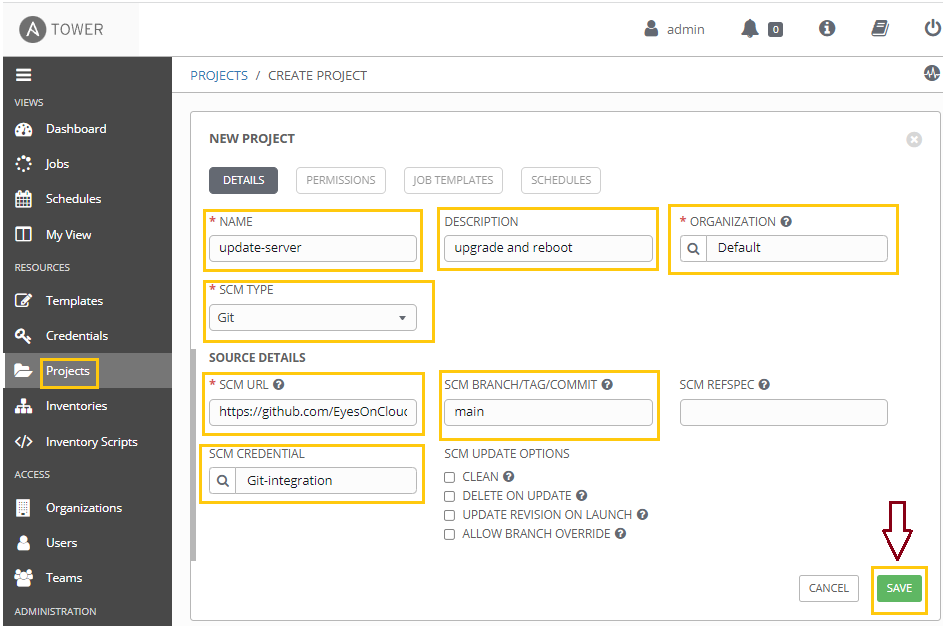 A TOWER
admin
0
VIEWS
Dashboard
Jobs
Schedules
My View
RESOURCES
Templates
Credentials
Projects
Inventories
Inventory Scripts
ACCESS
Organizations
Users
Teams
ADMINISTRATION
PROJECTS / CREATE PROJECT
NEW PROJECT
DETAILS PERMISSIONS JOB TEMPLATES SCHEDULES
* NAME
update-server
DESCRIPTION
upgrade and reboot
* ORGANIZATION ?
Default
* SCM TYPE
Git
SOURCE DETAILS
* SCM URL ?
https://github.com/EyesOnCloud
SCM BRANCH/TAG/COMMIT ?
main
SCM REFSPEC ?
SCM CREDENTIAL
Git-integration
SCM UPDATE OPTIONS
CLEAN ?
DELETE ON UPDATE ?
UPDATE REVISION ON LAUNCH ?
ALLOW BRANCH OVERRIDE ?
CANCEL SAVE